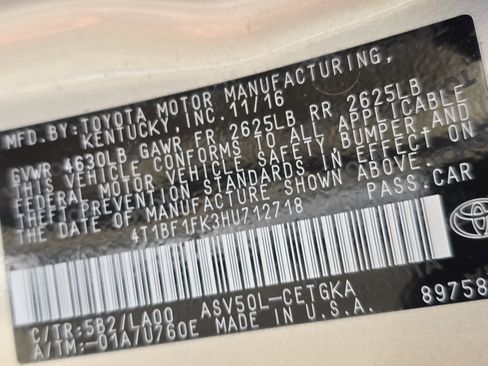 MFD. BY: TOYOTA MOTOR MANUFACTURING,
KENTUCKY, INC. 11/16
GVWR 4630LB GAWR FR 2625LB RR 2625LB
THIS VEHICLE CONFORMS TO ALL APPLICABLE
FEDERAL MOTOR VEHICLE SAFETY, BUMPER, AND
THEFT PREVENTION STANDARDS IN EFFECT ON
THE DATE OF MANUFACTURE SHOWN ABOVE.
4T1BF1FK3HU712718 PASS.CAR
C/TR:5B2/LA00 ASV50L-CETGKA
A/TM:-01A/U760E MADE IN U.S.A. 89758